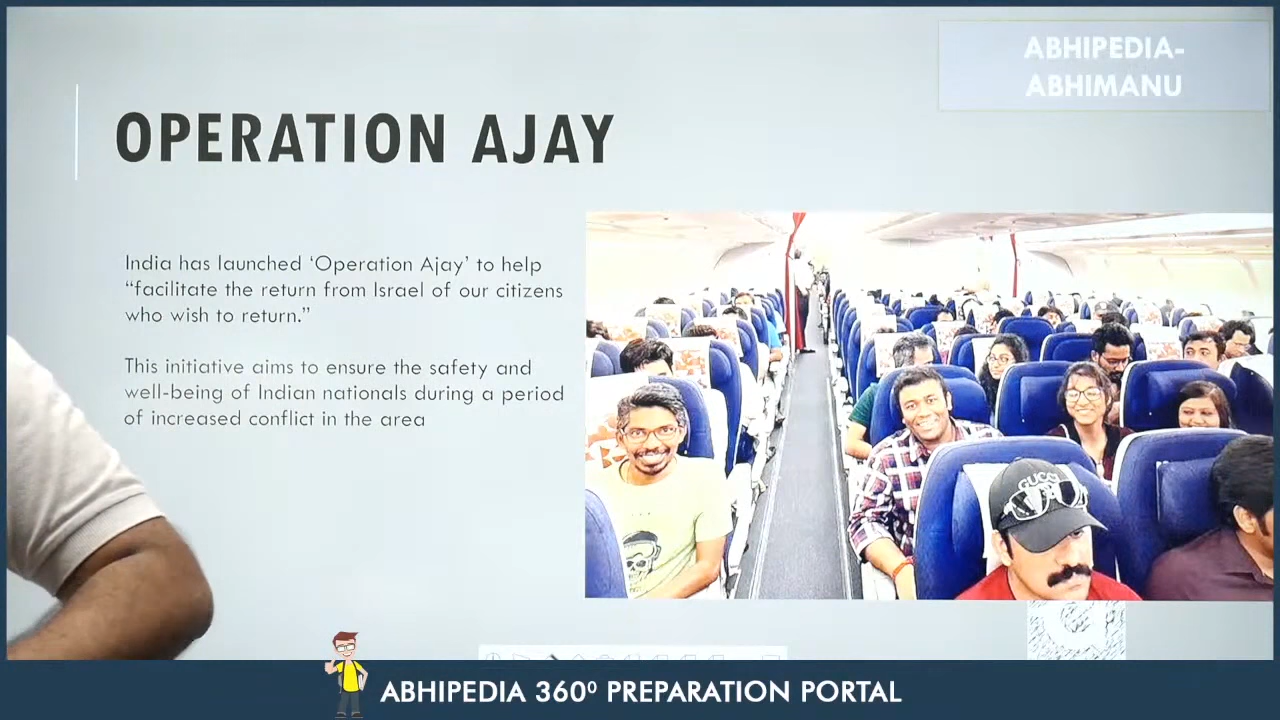 ABHIPEDIA-
ABHIMANU
OPERATION AJAY
India has launched ‘Operation Ajay’ to help
“facilitate the return from Israel of our citizens
who wish to return.”
This initiative aims to ensure the safety and
well-being of Indian nationals during a period
of increased conflict in the area
GUCCI
ABHIPEDIA 360⁰ PREPARATION PORTAL